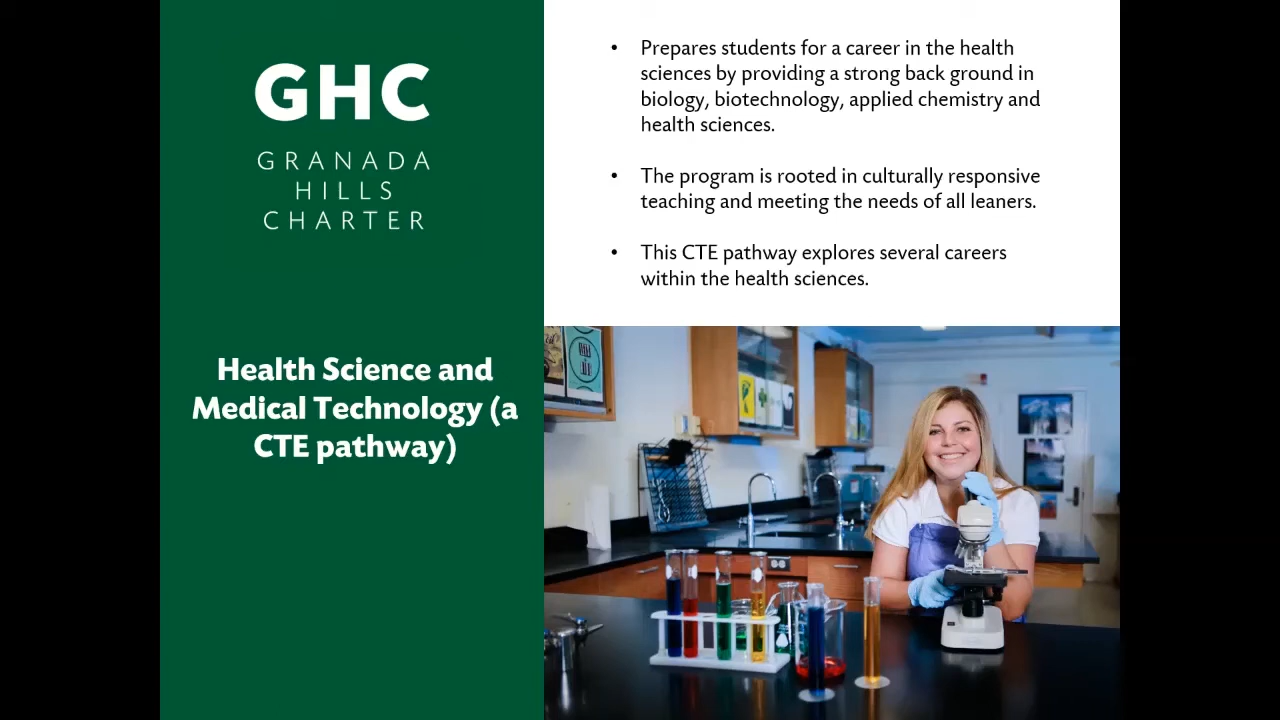 GHC
GRANADA
HILLS
CHARTER
Health Science and
Medical Technology (a
CTE pathway)
• Prepares students for a career in the health
sciences by providing a strong back ground in
biology, biotechnology, applied chemistry and
health sciences.
• The program is rooted in culturally responsive
teaching and meeting the needs of all leaners.
• This CTE pathway explores several careers
within the health sciences.